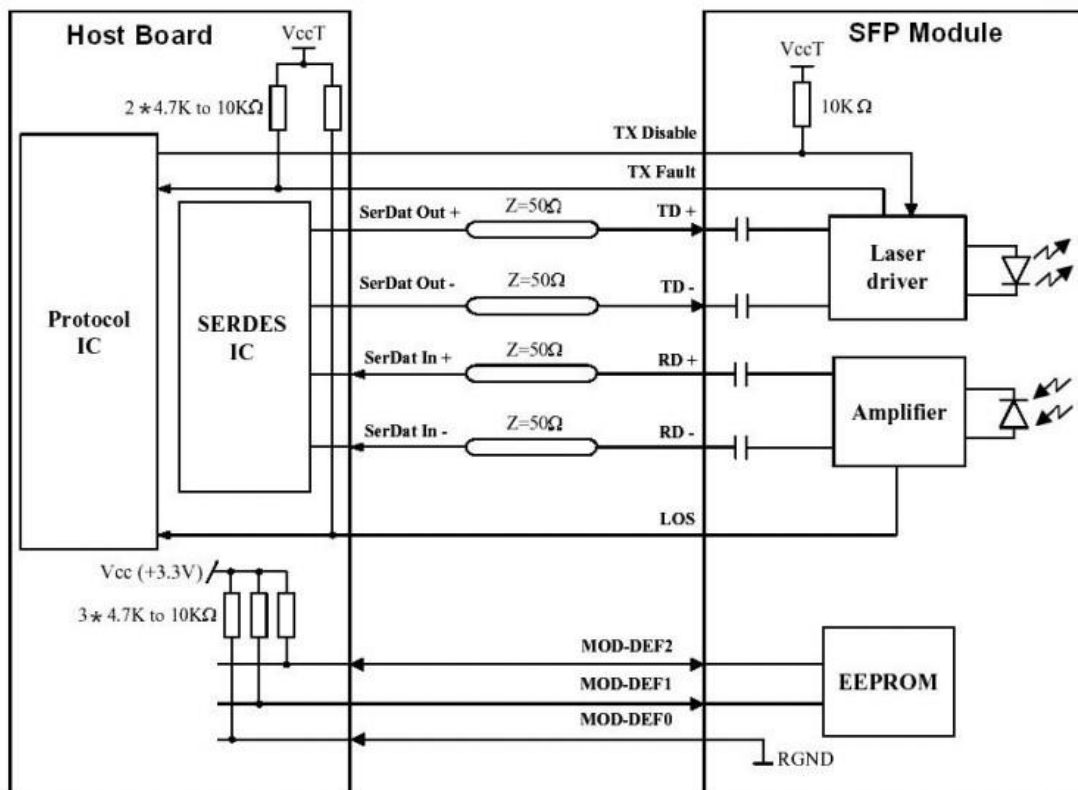 Host Board
SFP Module
VccT
VccT
2*4.7K to 10KΩ
10KΩ
TX Disable
TX Fault
SerDat Out +
Z=50Ω
TD +
SerDat Out -
Z=50Ω
TD -
Laser
driver
Protocol
IC
SERDES
IC
SerDat In +
Z=50Ω
RD +
SerDat In -
Z=50Ω
RD -
Amplifier
LOS
Vcc (+3.3V)
3*4.7K to 10KΩ
MOD-DEF2
MOD-DEF1
MOD-DEF0
EEPROM
RGND